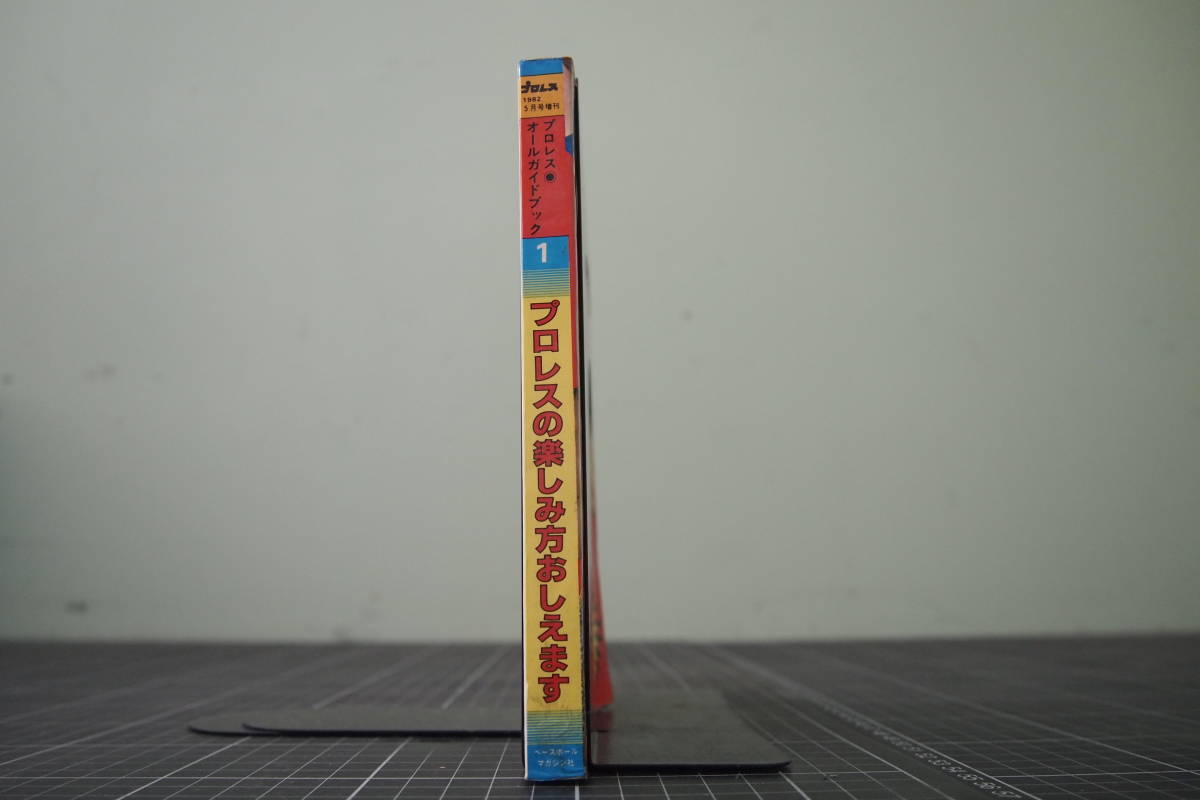 プロレス
1982
5月号増刊
プロレス◉
オールガイドブック
1
プロレスの楽しみ方おしえます
ベースボール
マガジン社